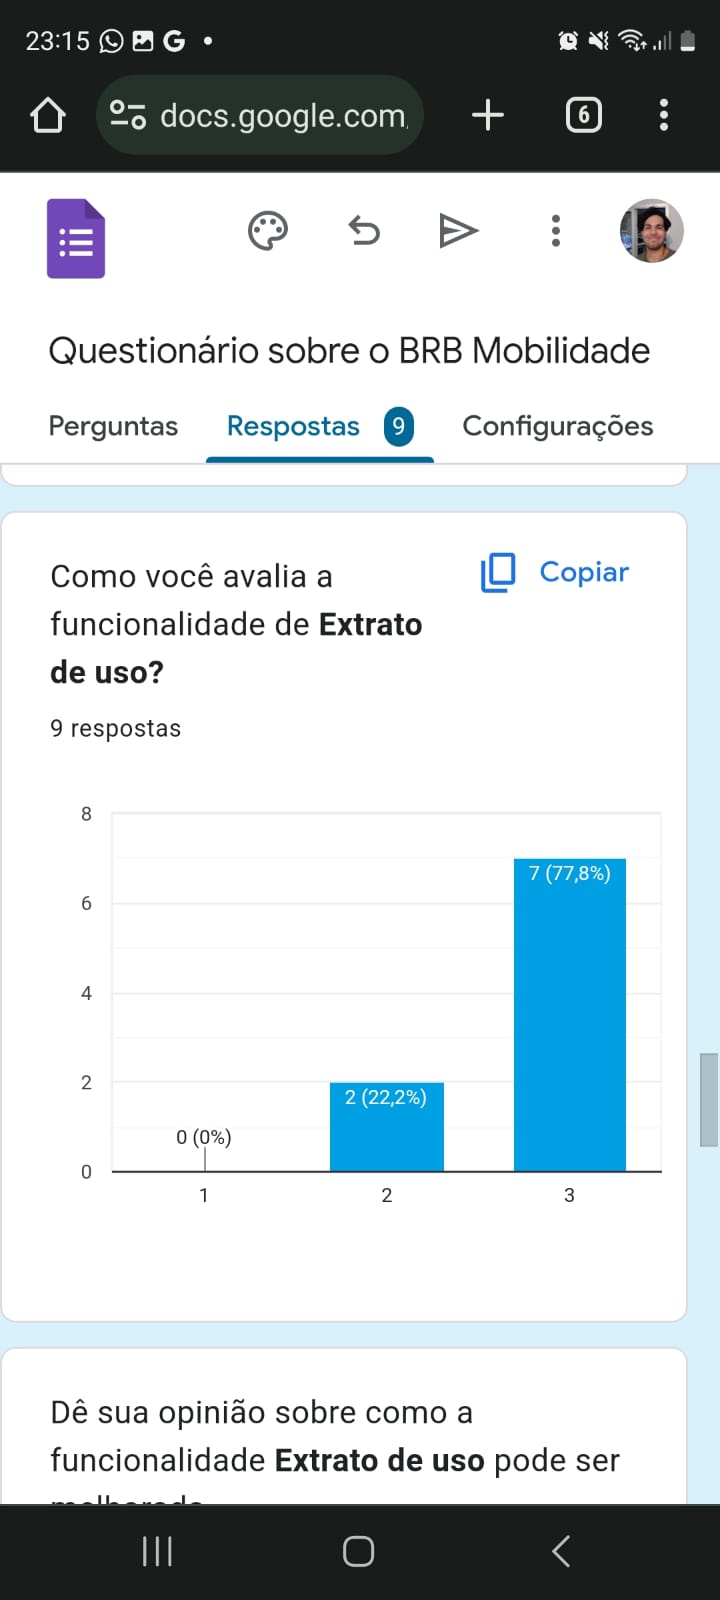 23:15
docs.google.com
6
Questionário sobre o BRB Mobilidade
Perguntas Respostas 9 Configurações
Como você avalia a
funcionalidade de Extrato
de uso?
Copiar
9 respostas
8
6
4
2
0
0 (0%)
2 (22,2%)
7 (77,8%)
1 2 3
Dê sua opinião sobre como a
funcionalidade Extrato de uso pode ser